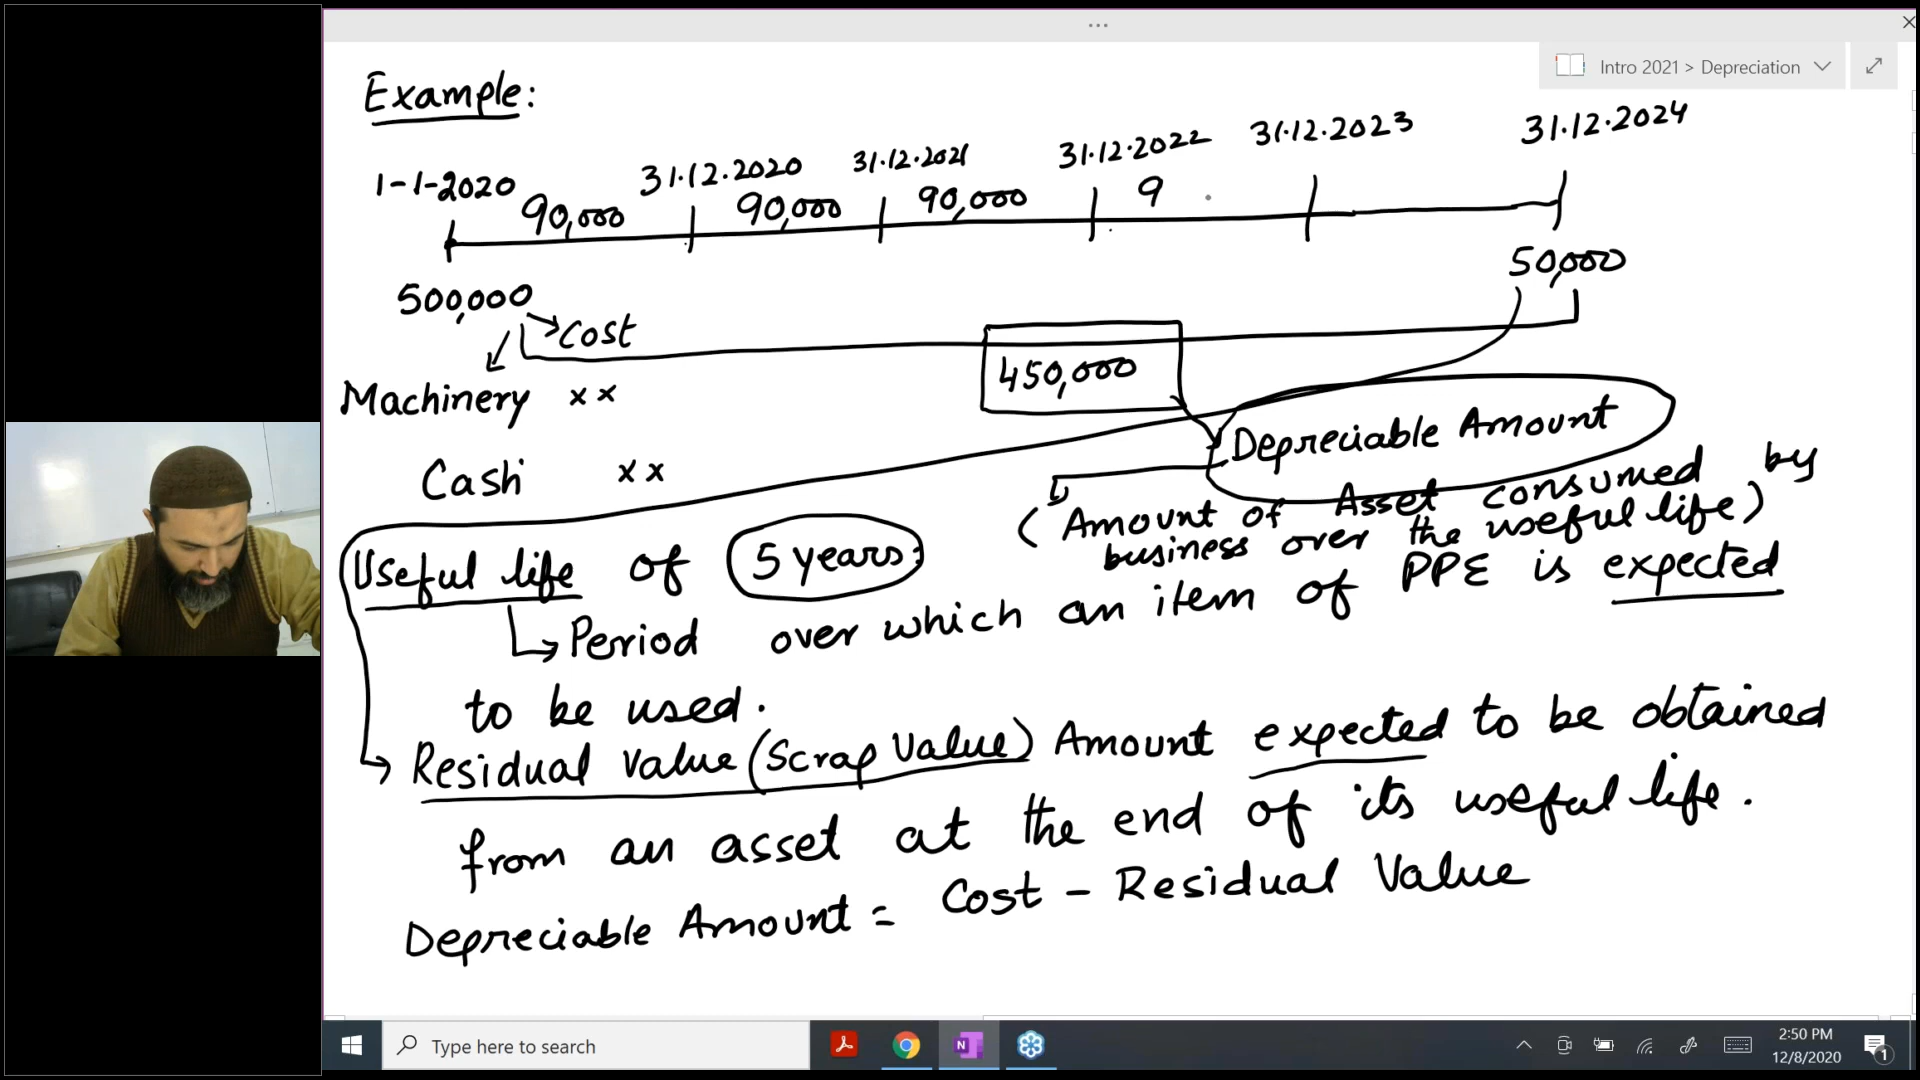 ...
Intro 2021 > Depreciation
Example:
1-1-2020 31.12.2020 31.12.2021 31.12.2022 31.12.2023 31.12.2024
90,000 90,000 90,000 9
500,000 50,000
Cost
450,000
Machinery xx
Depreciable Amount
Cash xx
(Amount of Asset consumed by
business over the useful life)
Useful life of 5 years:
Period over which an item of PPE is expected
to be used.
Residual Value (Scrap Value) Amount expected to be obtained
from an asset at the end of its useful life.
Depreciable Amount = Cost - Residual Value
Type here to search
N
2:50 PM
12/8/2020
1